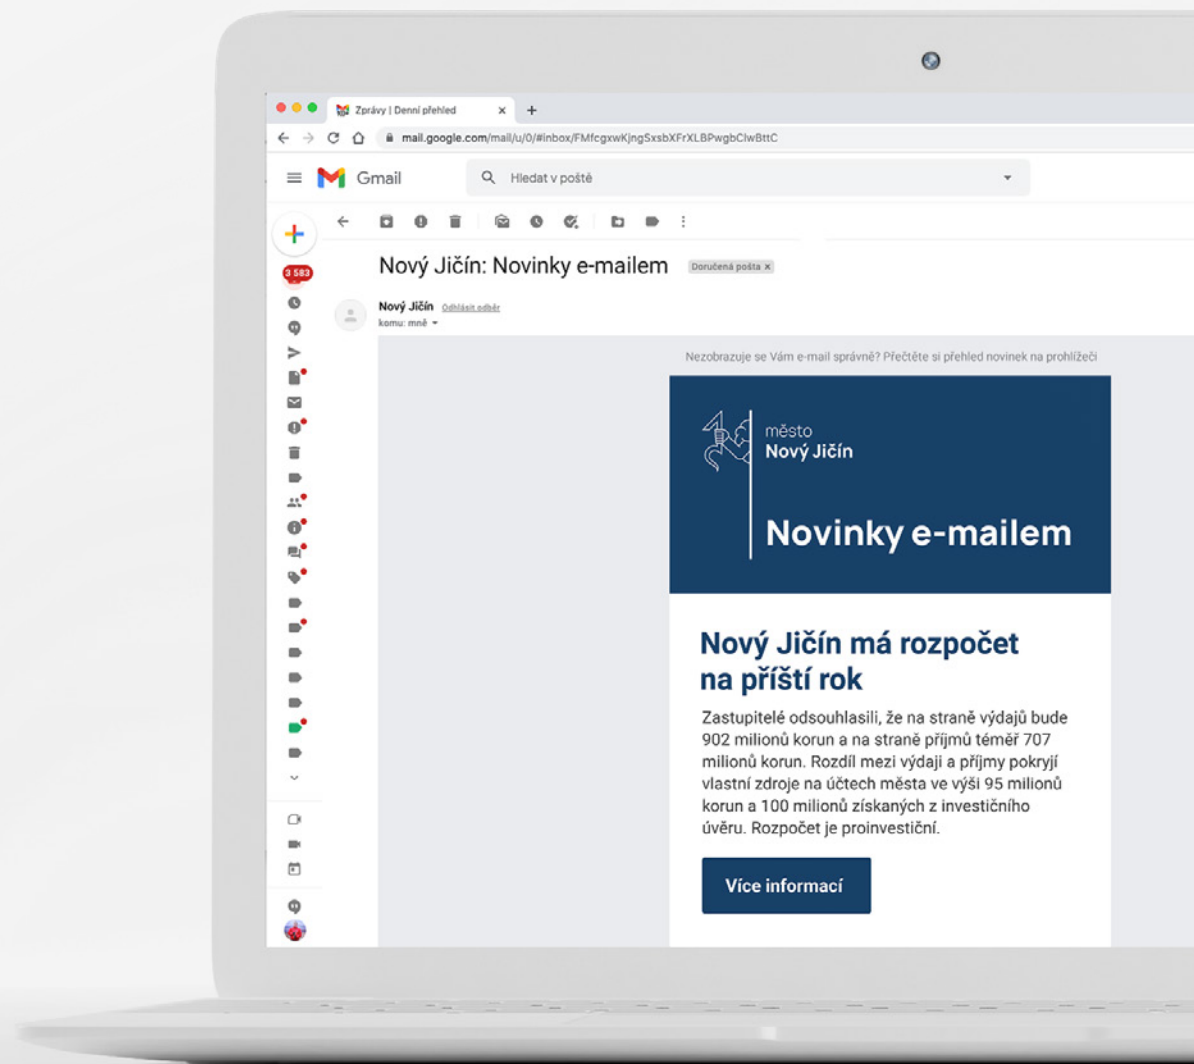 Zprávy | Denní přehled
mail.google.com/mail/u/0/#inbox/FMfcgxwKjngSxsbXFrXLBPwgbClwBttC
Gmail
Hledat v poště
Nový Jičín: Novinky e-mailem Doručená pošta x
3 583
Nový Jičín Odhlásit odběr
komu: mně
Nezobrazuje se Vám e-mail správně? Přečtěte si přehled novinek na prohlížeči
město
Nový Jičín
Novinky e-mailem
Nový Jičín má rozpočet
na příští rok
Zastupitelé odsouhlasili, že na straně výdajů bude
902 milionů korun a na straně příjmů téměř 707
milionů korun. Rozdíl mezi výdaji a příjmy pokryjí
vlastní zdroje na účtech města ve výši 95 milionů
korun a 100 milionů získaných z investičního
úvěru. Rozpočet je proinvestiční.
Více informací